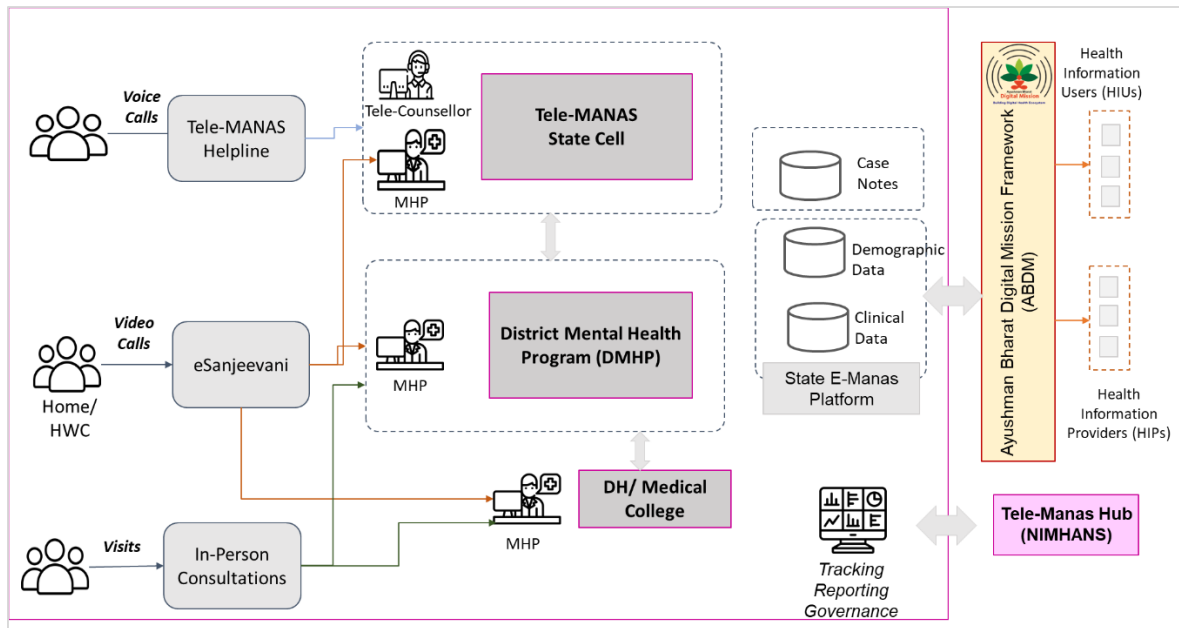 Voice
Calls
Tele-MANAS
Helpline
Tele-Counsellor
MHP
Tele-MANAS
State Cell
Case
Notes
Demographic
Data
Clinical
Data
State E-Manas
Platform
Video
Calls
Home/
HWC
eSanjeevani
MHP
District Mental Health
Program (DMHP)
MHP
DH/ Medical
College
Visits
In-Person
Consultations
Tracking
Reporting
Governance
Digital Mission
Ayushman Bharat Digital Mission Framework
(ABDM)
Health
Information
Users (HIUs)
Health
Information
Providers (HIPs)
Tele-Manas Hub
(NIMHANS)